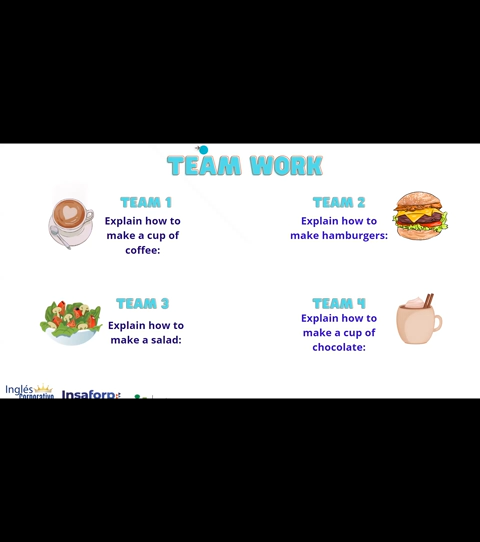 TEAM WORK
TEAM 1
Explain how to
make a cup of
coffee:
TEAM 2
Explain how to
make hamburgers:
TEAM 3
Explain how to
make a salad:
TEAM 4
Explain how to
make a cup of
chocolate:
Inglés
corporativo
Insaforp